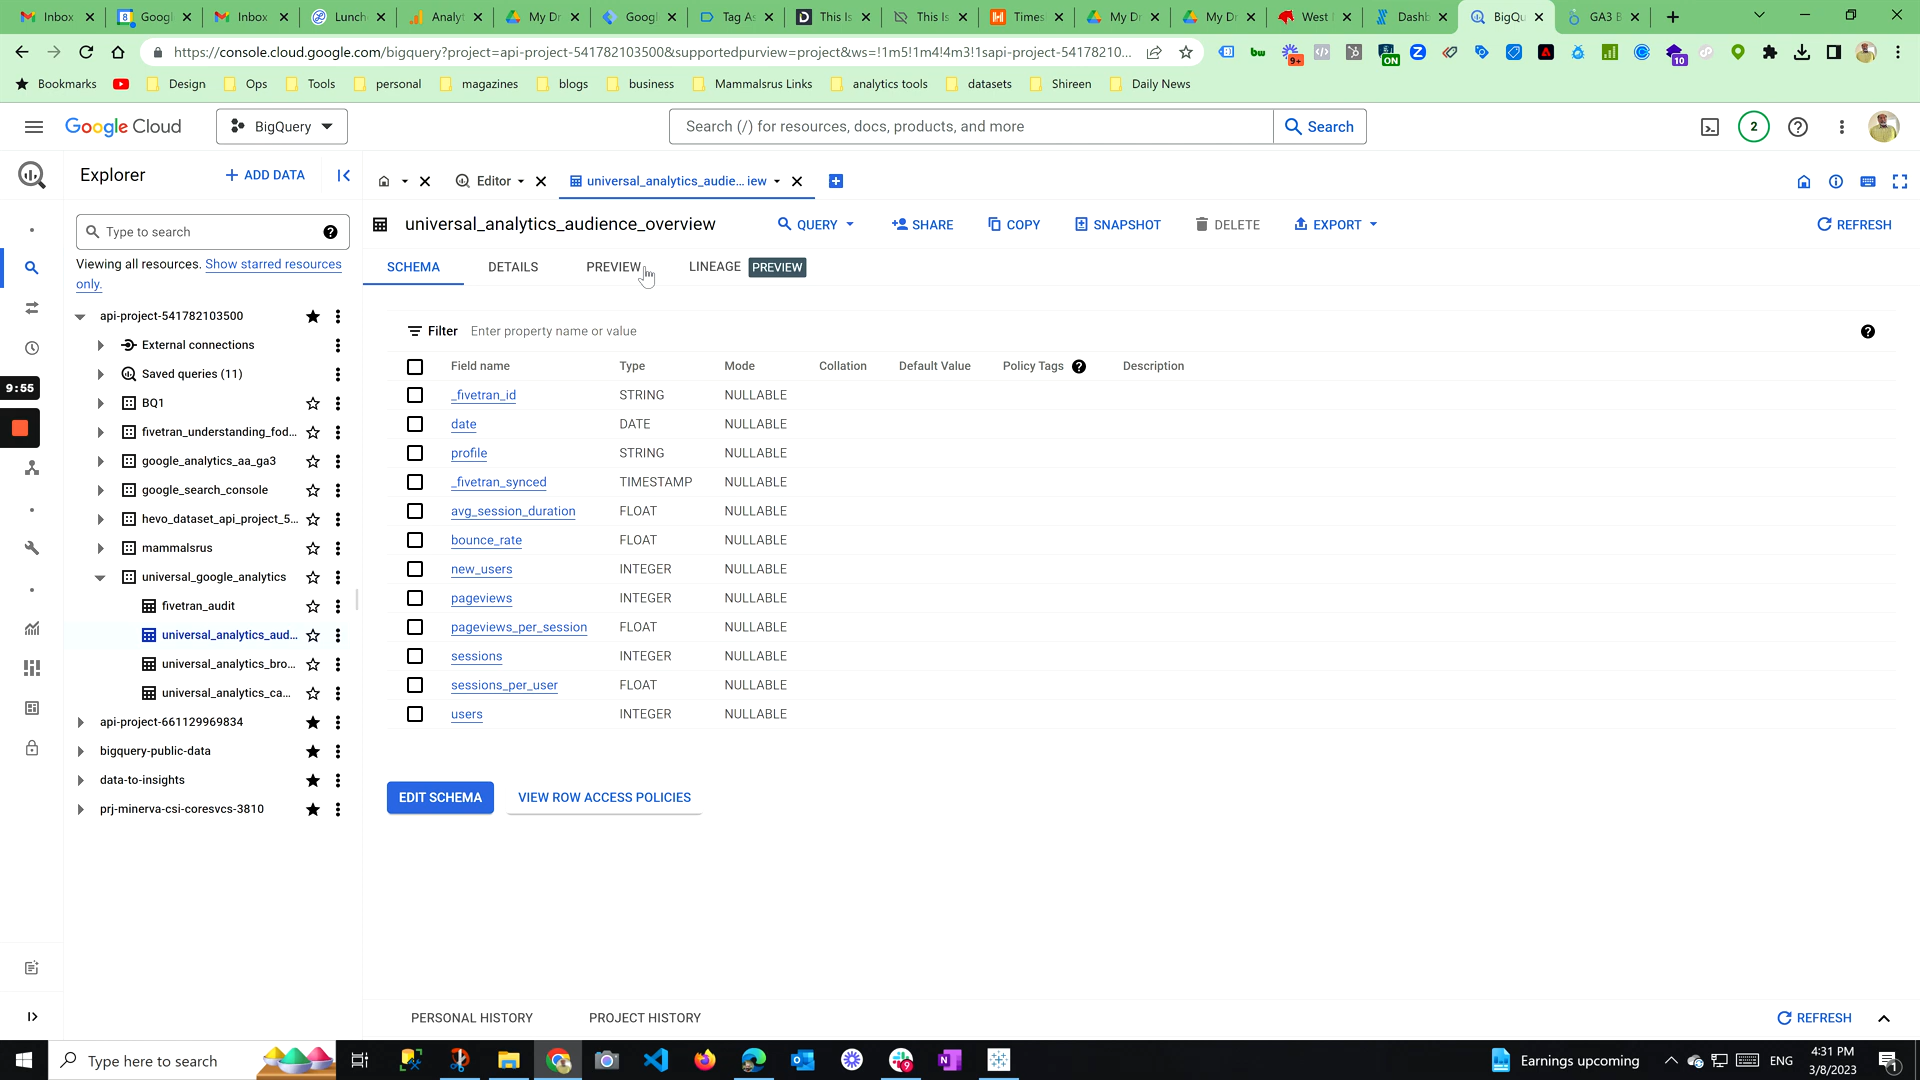 Inbox
Googl
Inbox
Lunch
Analyt
My Dr
Googl
Tag As
This Is
This Is
Times
My Dr
My Dr
West
Dashb
BigQu
GA3 B
https://console.cloud.google.com/bigquery?project=api-project-541782103500&supportedpurview=project&ws=!1m5!1m4!4m3!1sapi-project-5417821​0...
bw
9+
ON
10
Bookmarks
Design
Ops
Tools
personal
magazines
blogs
business
Mammalsrus Links
analytics tools
datasets
Shireen
Daily News
Google Cloud
BigQuery
Search (/) for resources, docs, products, and more
Search
2
Explorer
+ ADD DATA
Editor
universal_analytics_audie... iew
Type to search
universal_analytics_audience_overview
QUERY
SHARE
COPY
SNAPSHOT
DELETE
EXPORT
REFRESH
Viewing all resources. Show starred resources
only.
SCHEMA
DETAILS
PREVIEW
LINEAGE PREVIEW
api-project-541782103500
External connections
Saved queries (11)
BQ1
fivetran_understanding_fod...
google_analytics_aa_ga3
google_search_console
hevo_dataset_api_project_5...
mammalsrus
universal_google_analytics
fivetran_audit
universal_analytics_aud...
universal_analytics_bro...
universal_analytics_ca...
api-project-661129969834
bigquery-public-data
data-to-insights
prj-minerva-csi-coresvcs-3810
9:55
Filter Enter property name or value
Field name Type Mode Collation Default Value Policy Tags Description
_fivetran_id STRING NULLABLE
date DATE NULLABLE
profile STRING NULLABLE
_fivetran_synced TIMESTAMP NULLABLE
avg_session_duration FLOAT NULLABLE
bounce_rate FLOAT NULLABLE
new_users INTEGER NULLABLE
pageviews INTEGER NULLABLE
pageviews_per_session FLOAT NULLABLE
sessions INTEGER NULLABLE
sessions_per_user FLOAT NULLABLE
users INTEGER NULLABLE
EDIT SCHEMA
VIEW ROW ACCESS POLICIES
PERSONAL HISTORY
PROJECT HISTORY
REFRESH
Type here to search
9
Earnings upcoming
ENG
4:31 PM
3/8/2023
1